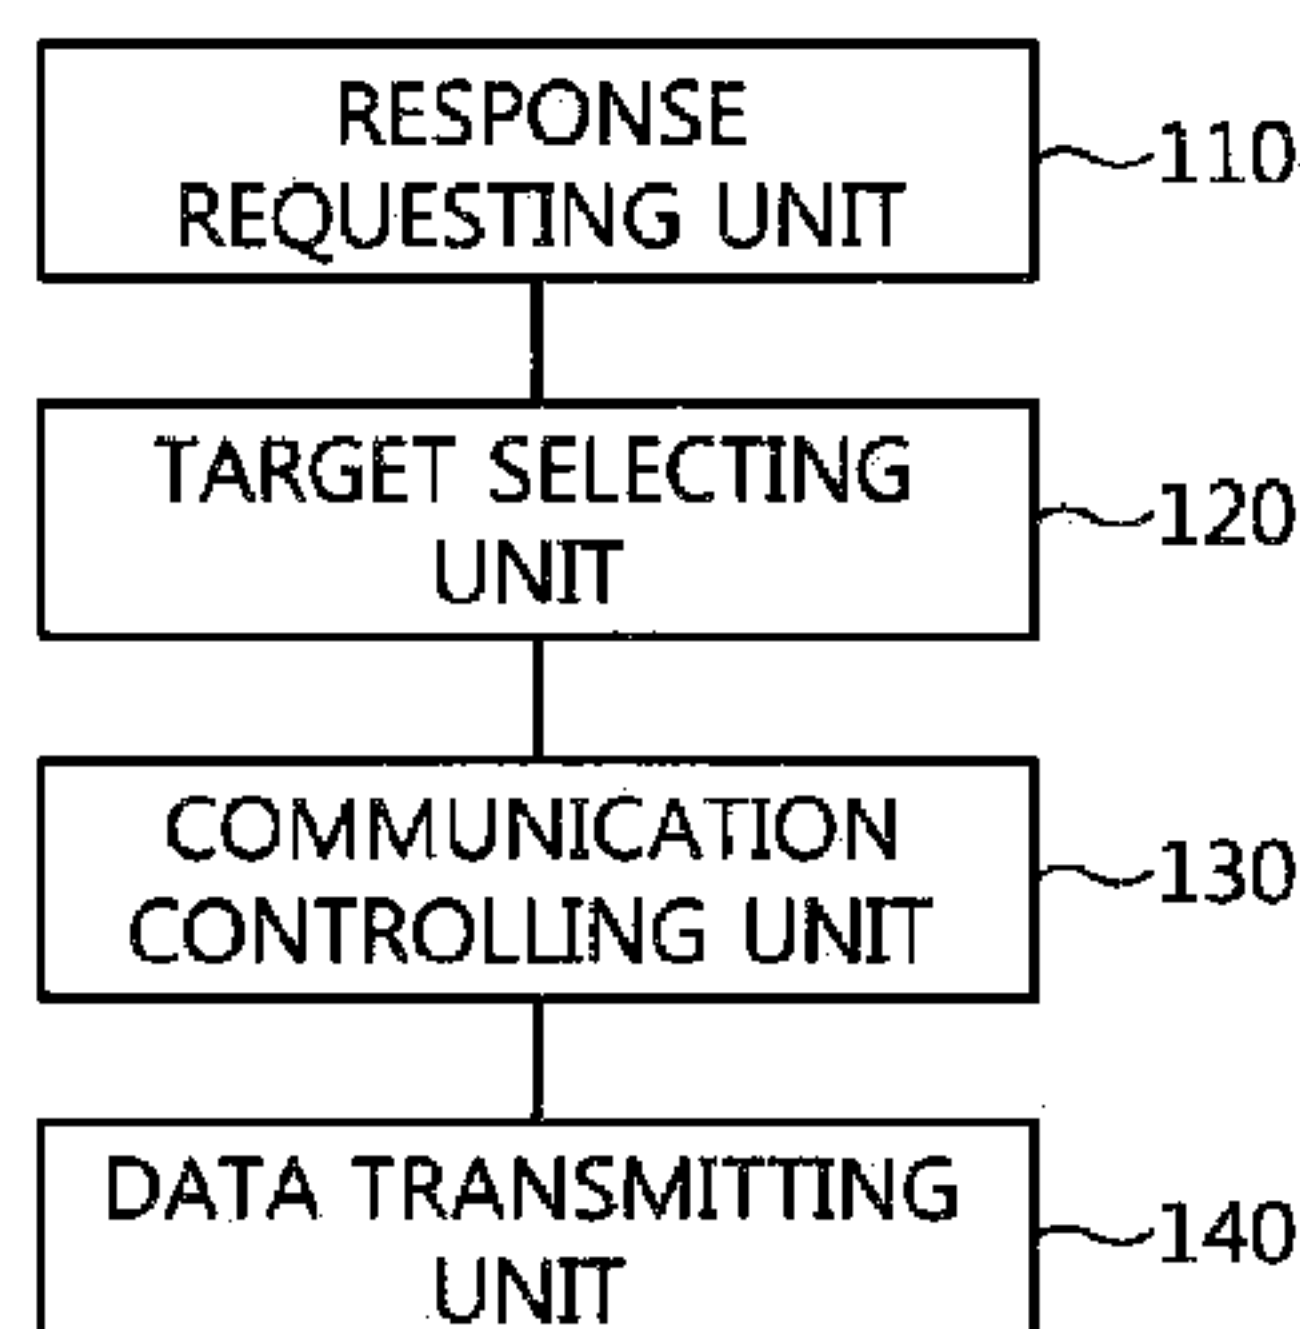 RESPONSE
REQUESTING UNIT
110
TARGET SELECTING
UNIT
120
COMMUNICATION
CONTROLLING UNIT
130
DATA TRANSMITTING
UNIT
140